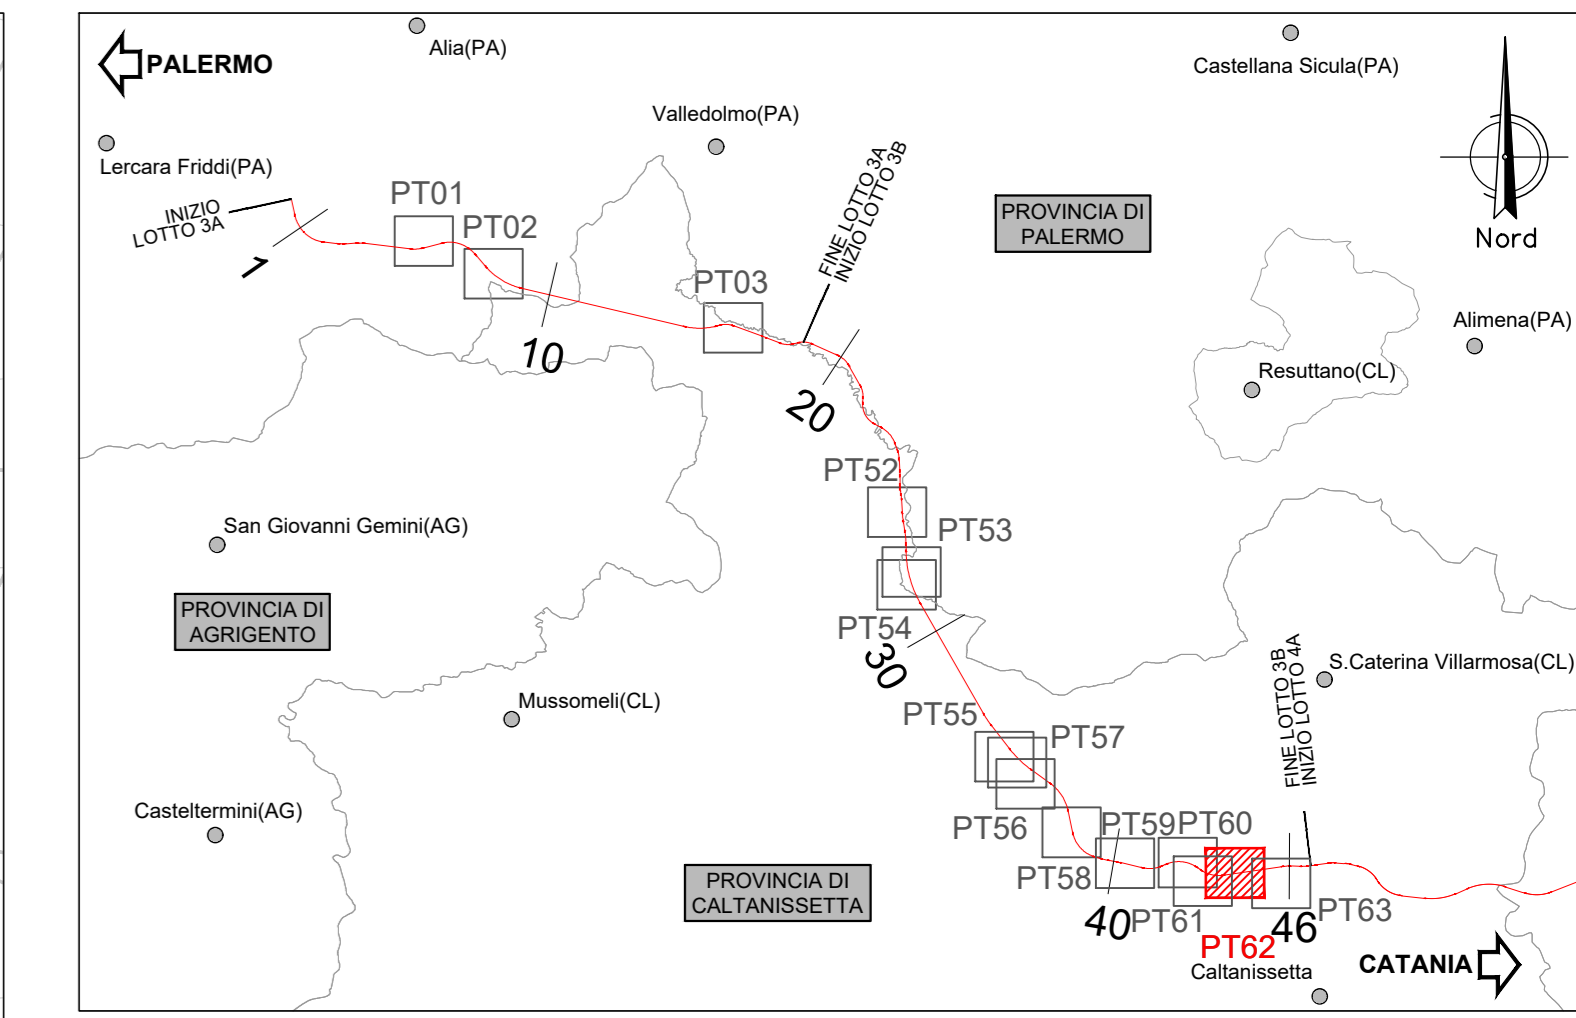 Alia(PA)
PALERMO
Castellana Sicula(PA)
Valledolmo(PA)
Lercara Friddi(PA)
INIZIO
LOTTO 3A
PT01
PT02
1
10
PT03
FINE LOTTO 3A
INIZIO LOTTO 3B
PROVINCIA DI
PALERMO
Nord
Alimena(PA)
Resuttano(CL)
20
PT52
PT53
San Giovanni Gemini(AG)
PROVINCIA DI
AGRIGENTO
PT54
30
S.Caterina Villarmosa(CL)
Mussomeli(CL)
PT55
PT57
FINE LOTTO 3B
INIZIO LOTTO 4A
Casteltermini(AG)
PT56
PT59
PT60
PROVINCIA DI
CALTANISSETTA
PT58
40
PT61
PT62
46
PT63
Caltanissetta
CATANIA